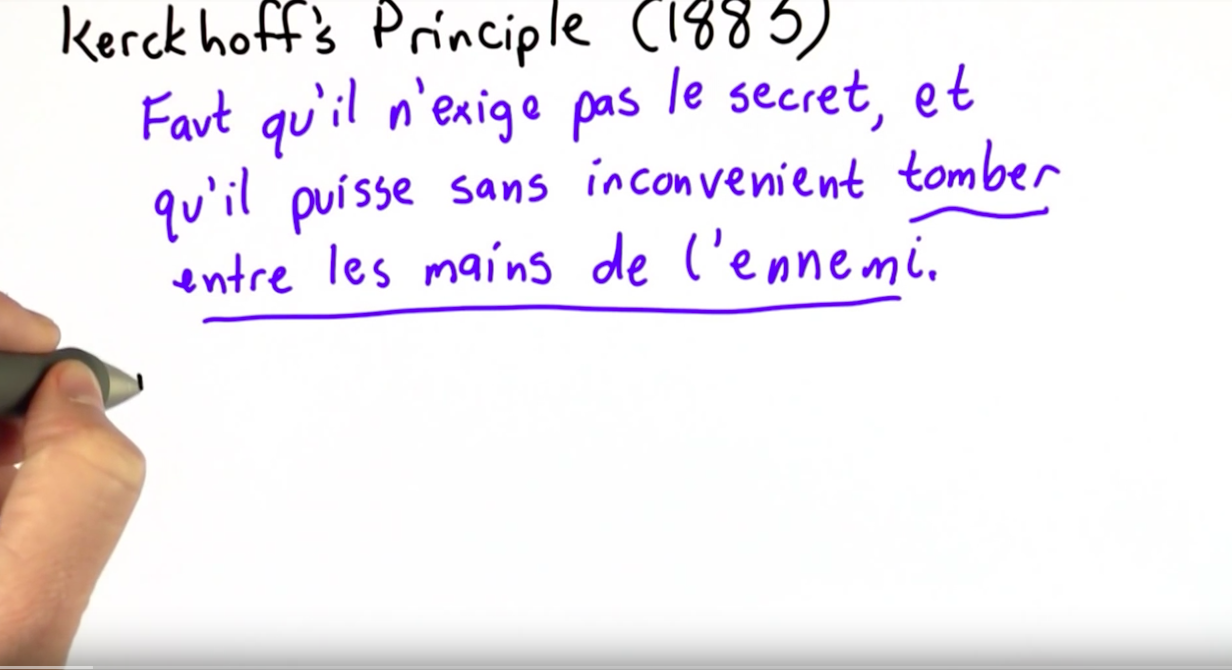 Kerckhoff's Principle (1883)
Faut qu'il n'exige pas le secret, et
qu'il puisse sans inconvenient tomber
entre les mains de l'ennemi.